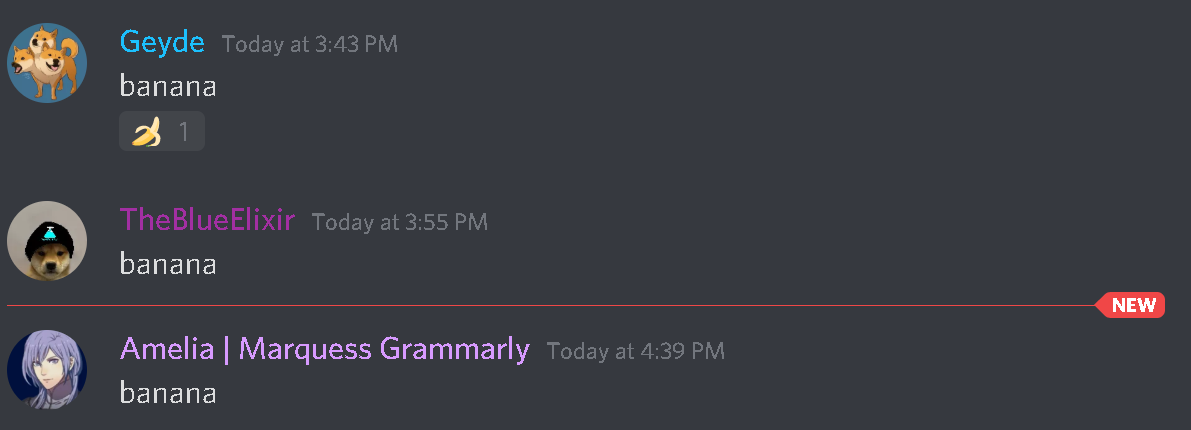 Geyde Today at 3:43 PM
banana
🍌 1
TheBlueElixir Today at 3:55 PM
banana
NEW
Amelia | Marquess Grammarly Today at 4:39 PM
banana